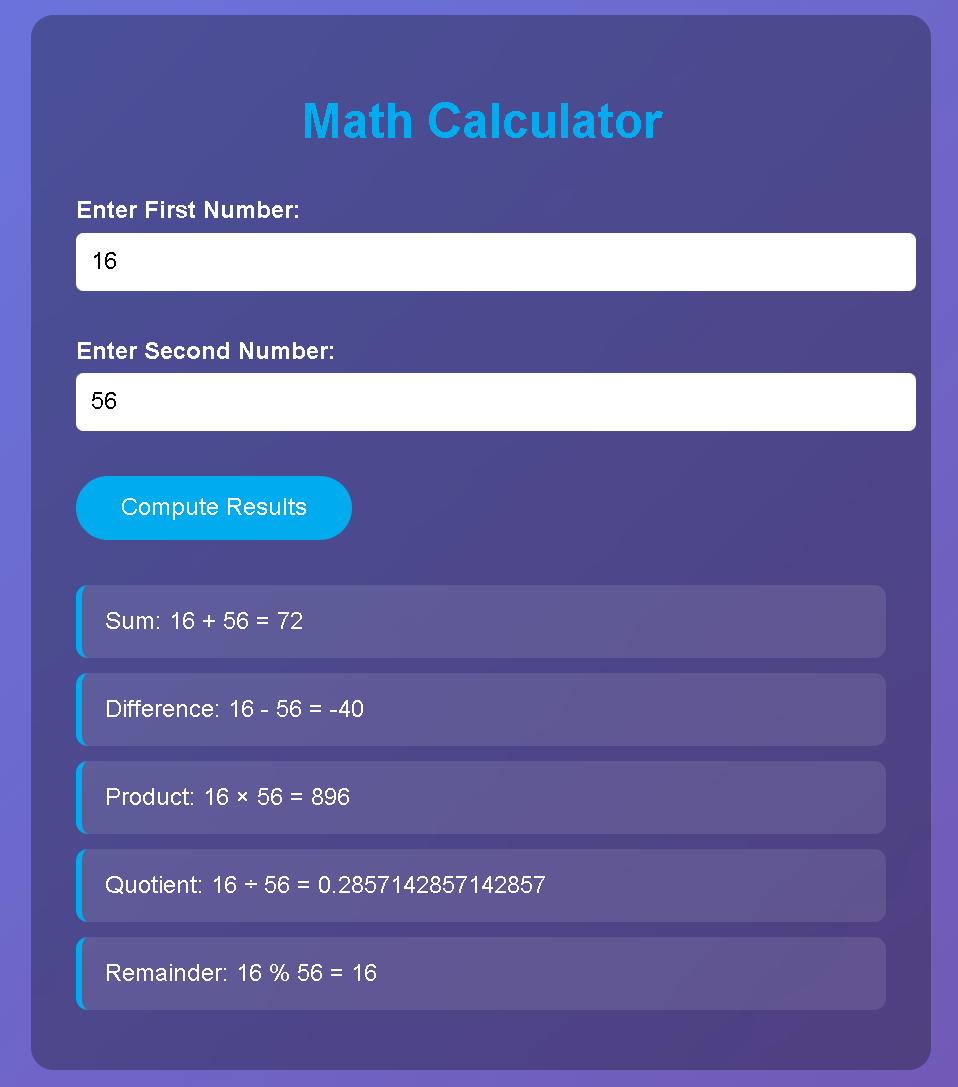 Math Calculator
Enter First Number:
16
Enter Second Number:
56
Compute Results
Sum: 16 + 56 = 72
Difference: 16 - 56 = -40
Product: 16 × 56 = 896
Quotient: 16 ÷ 56 = 0.2857142857142857
Remainder: 16 % 56 = 16